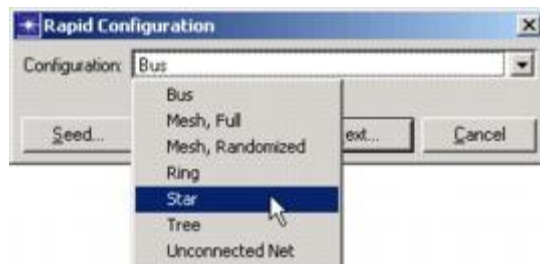 Rapid Configuration
Configuration: Bus
Bus
Mesh, Full
Mesh, Randomized
Ring
Star
Tree
Unconnected Net
Seed... ext... Cancel